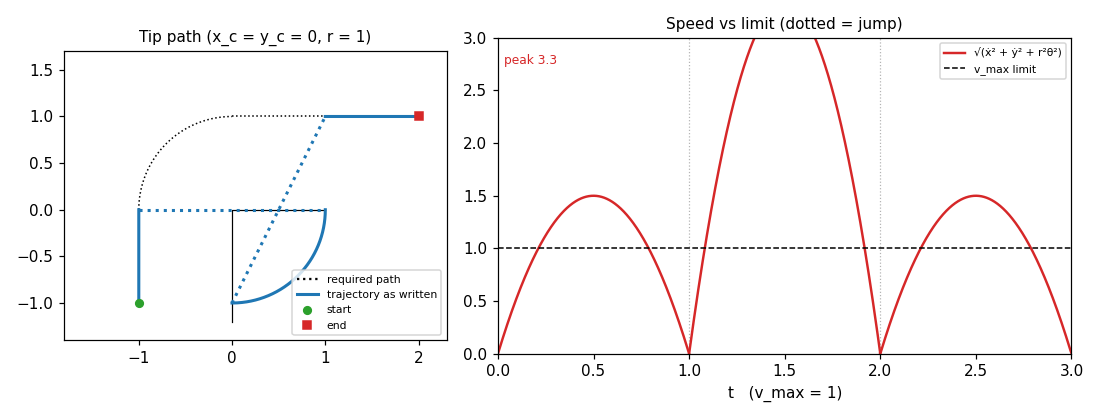 Tip path (x_c = y_c = 0, r = 1)
1.5
1.0
0.5
0.0
−0.5
−1.0
−1
0
1
2
required path
trajectory as written
start
end
Speed vs limit (dotted = jump)
3.0
2.5
2.0
1.5
1.0
0.5
0.0
peak 3.3
√(ẋ² + ẏ² + r²θ̇²)
v_max limit
0.0
0.5
1.0
1.5
2.0
2.5
3.0
t (v_max = 1)